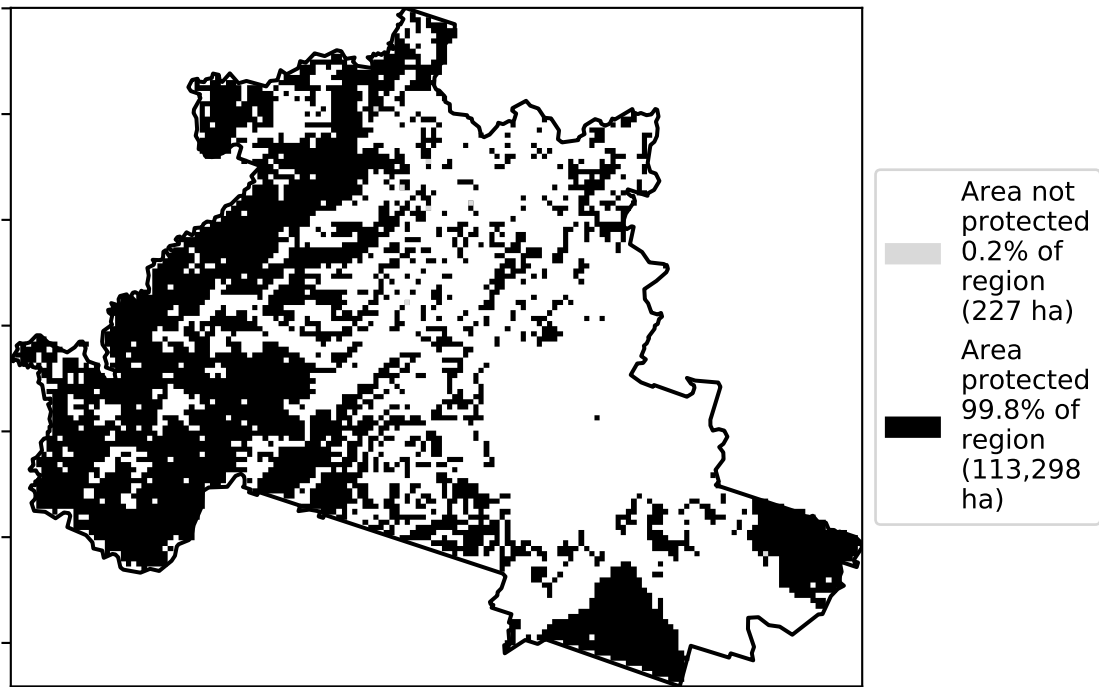 Area not
protected
0.2% of
region
(227 ha)
Area
protected
99.8% of
region
(113,298
ha)